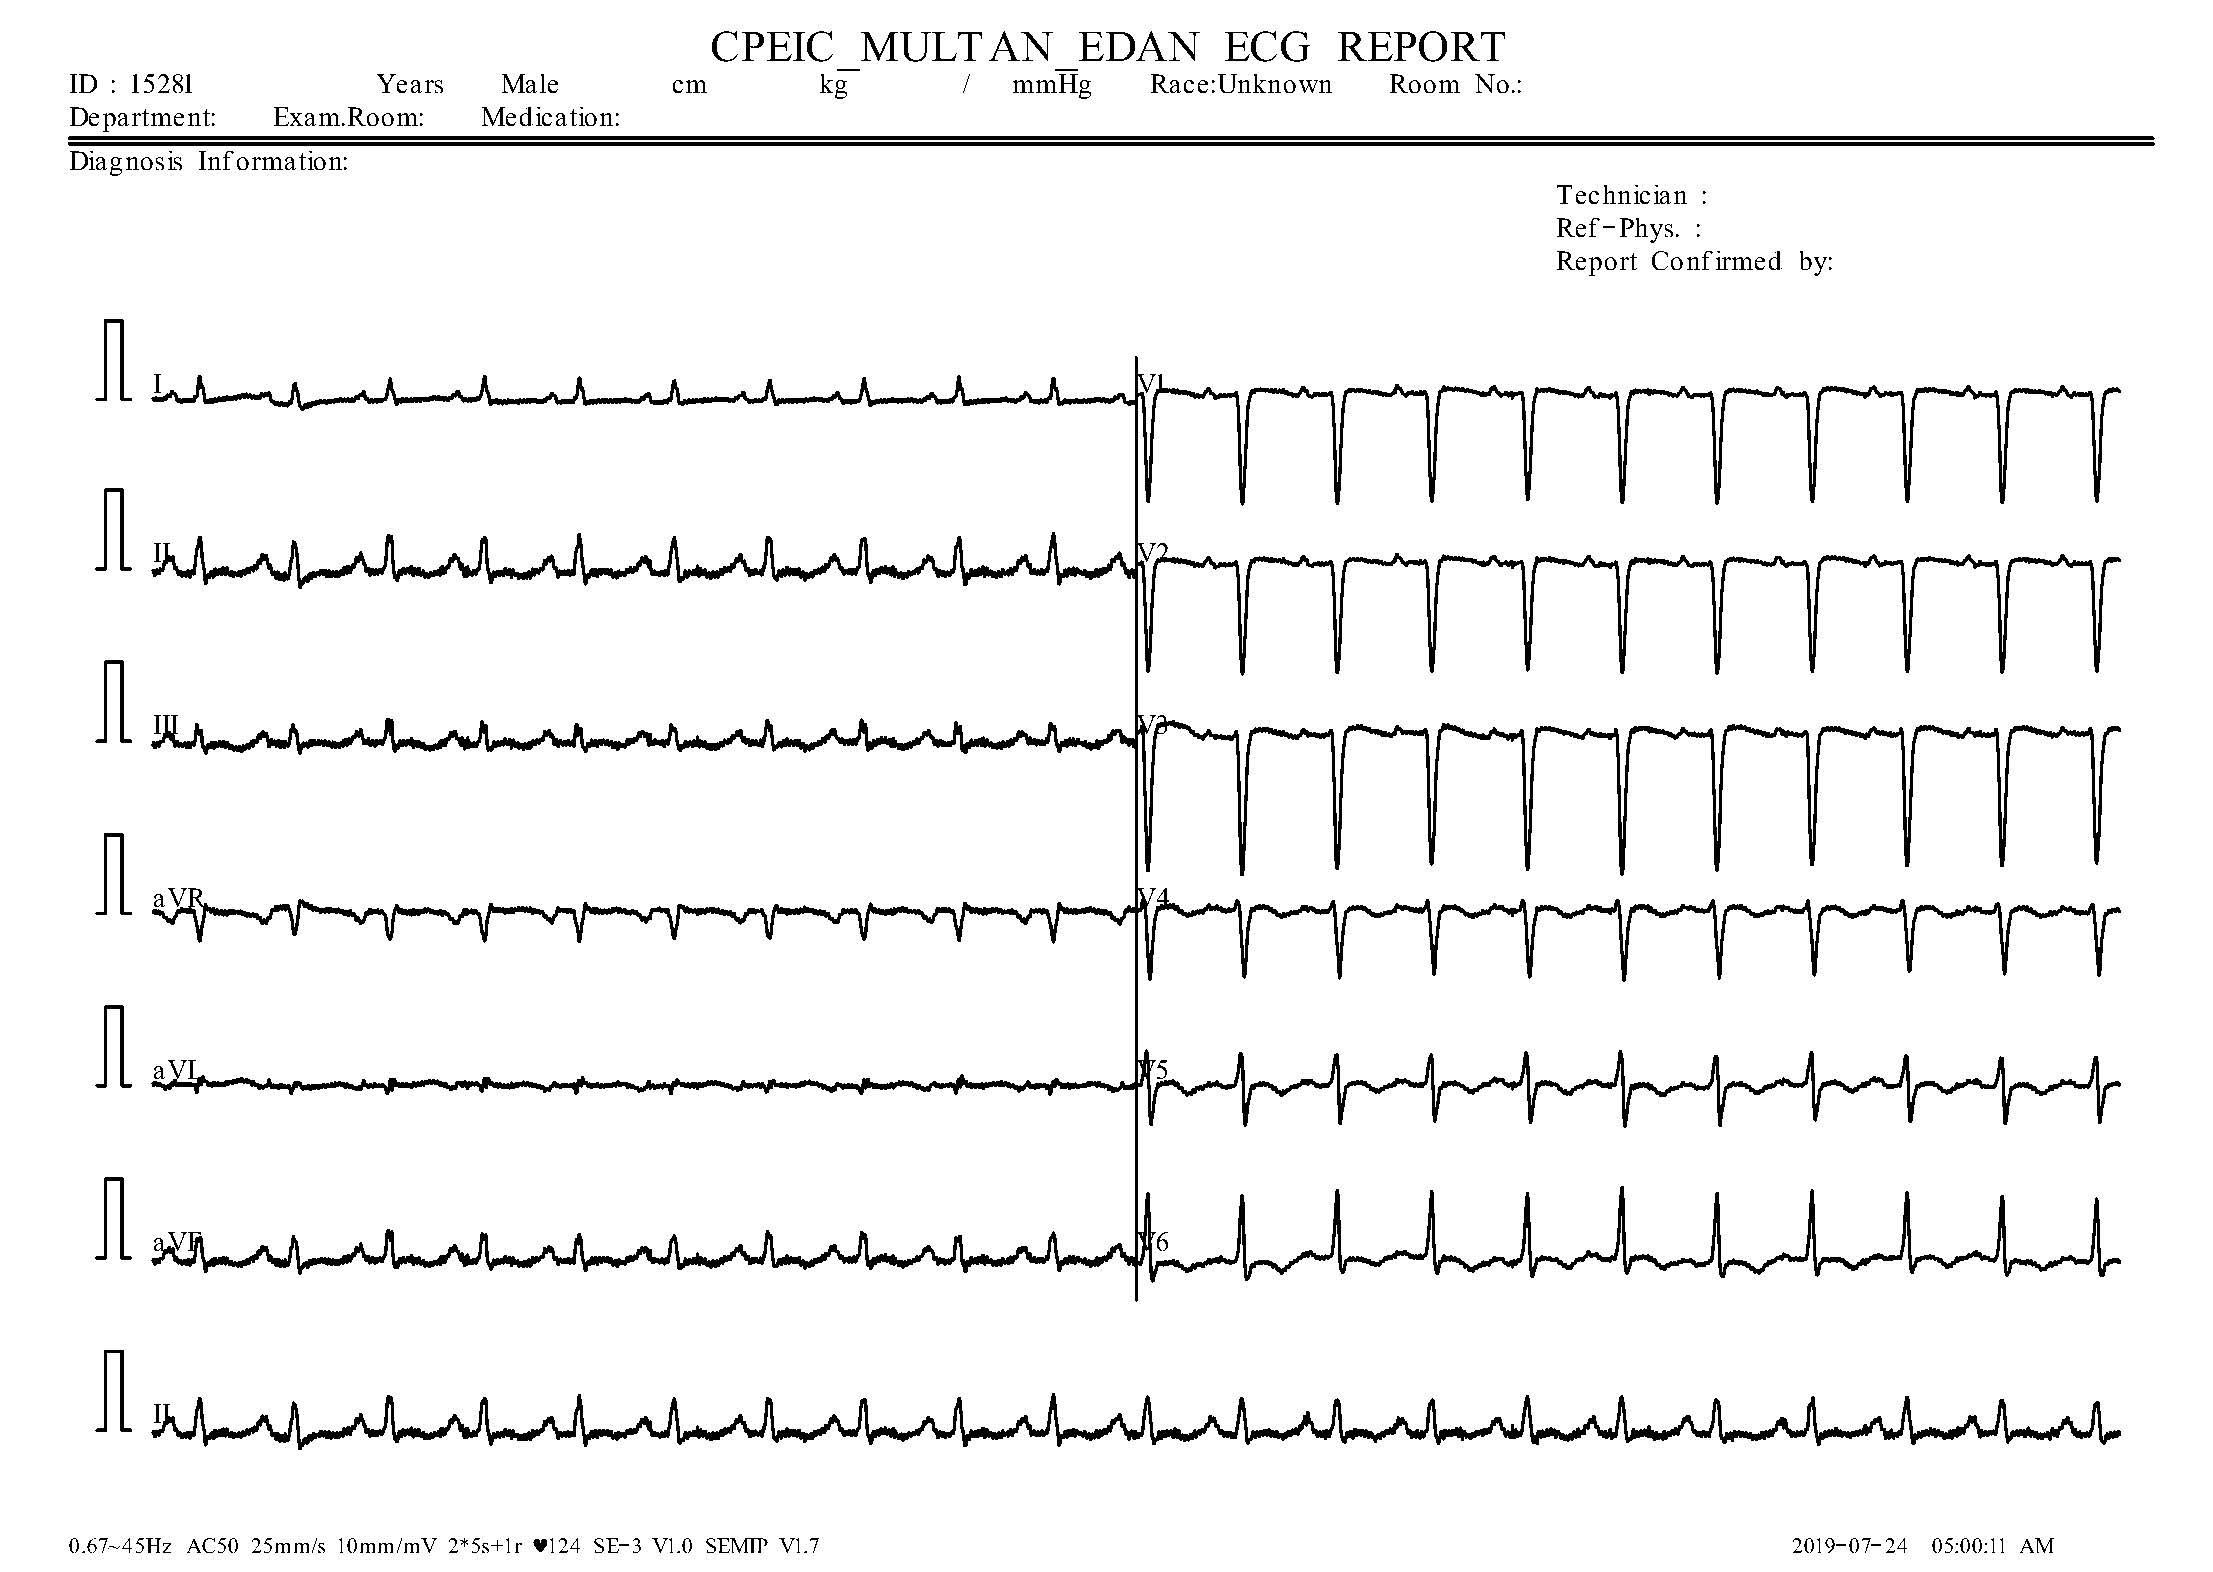 CPEIC_MULTAN_EDAN ECG REPORT
ID : 15281 Years Male cm kg / mmHg Race:Unknown Room No.:
Department: Exam.Room: Medication:
Diagnosis Information:
Technician :
Ref-Phys. :
Report Confirmed by:
I V1
II V2
III V3
aVR V4
aVL V5
aVF V6
II
0.67~45Hz AC50 25mm/s 10mm/mV 2*5s+1r ♥124 SE-3 V1.0 SEMIP V1.7 2019-07-24 05:00:11 AM